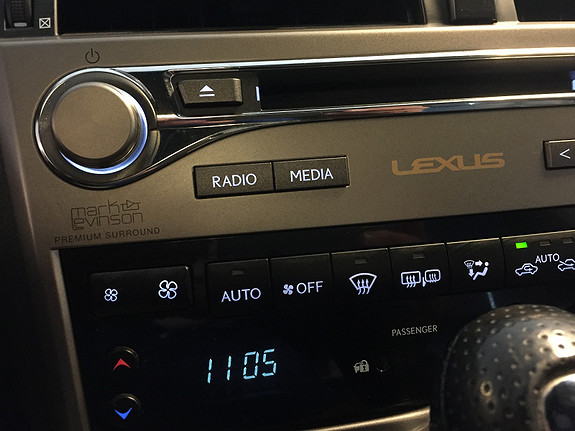 RADIO MEDIA
LEXUS
<
mark
Levinson
PREMIUM SURROUND
AUTO
OFF
AUTO
PASSENGER
1105